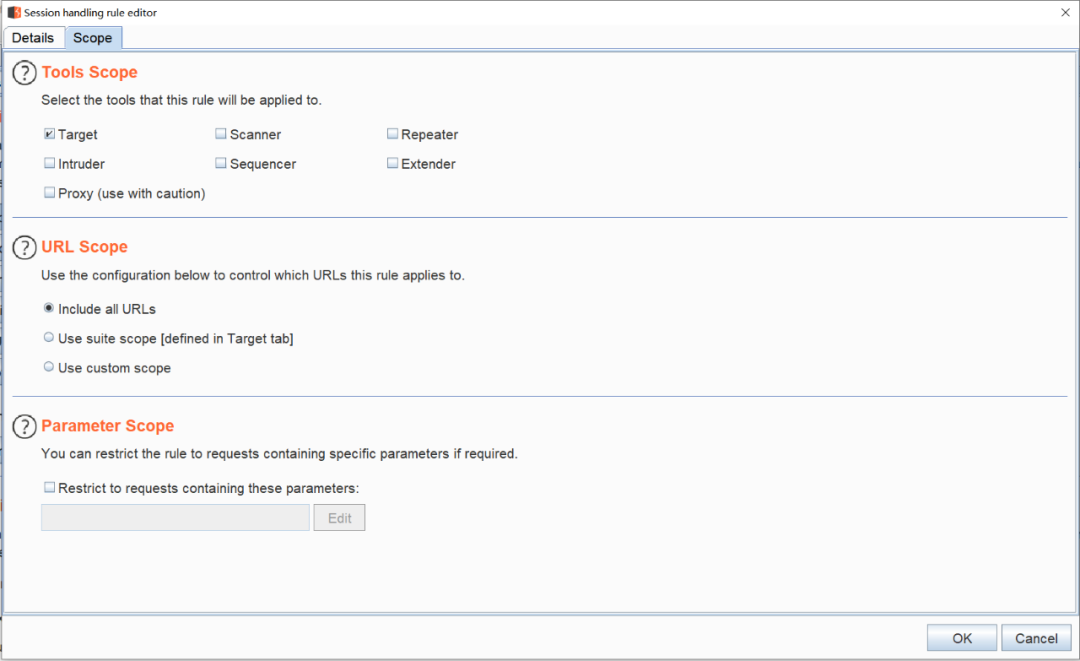 Session handling rule editor
Details Scope
Tools Scope
Select the tools that this rule will be applied to.
Target Scanner Repeater
Intruder Sequencer Extender
Proxy (use with caution)
URL Scope
Use the configuration below to control which URLs this rule applies to.
Include all URLs
Use suite scope [defined in Target tab]
Use custom scope
Parameter Scope
You can restrict the rule to requests containing specific parameters if required.
Restrict to requests containing these parameters:
Edit
OK Cancel